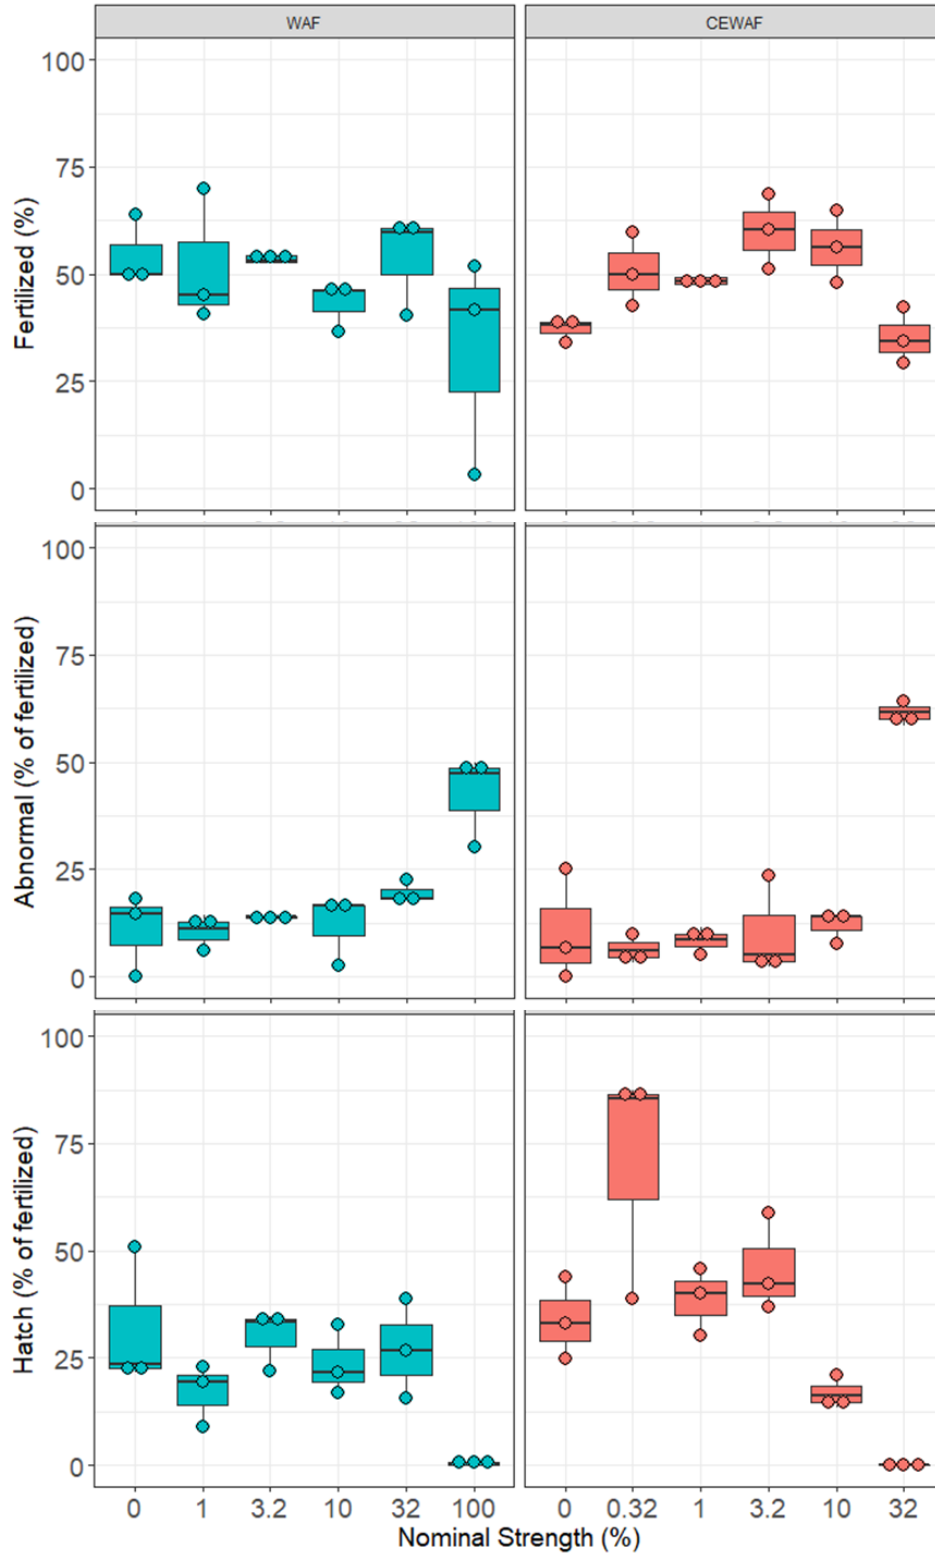 WAF CEWAF
Fertilized (%)
100
75
50
25
0
Abnormal (% of fertilized)
100
75
50
25
0
Hatch (% of fertilized)
100
75
50
25
0
0 1 3.2 10 32 100 0 0.32 1 3.2 10 32
Nominal Strength (%)